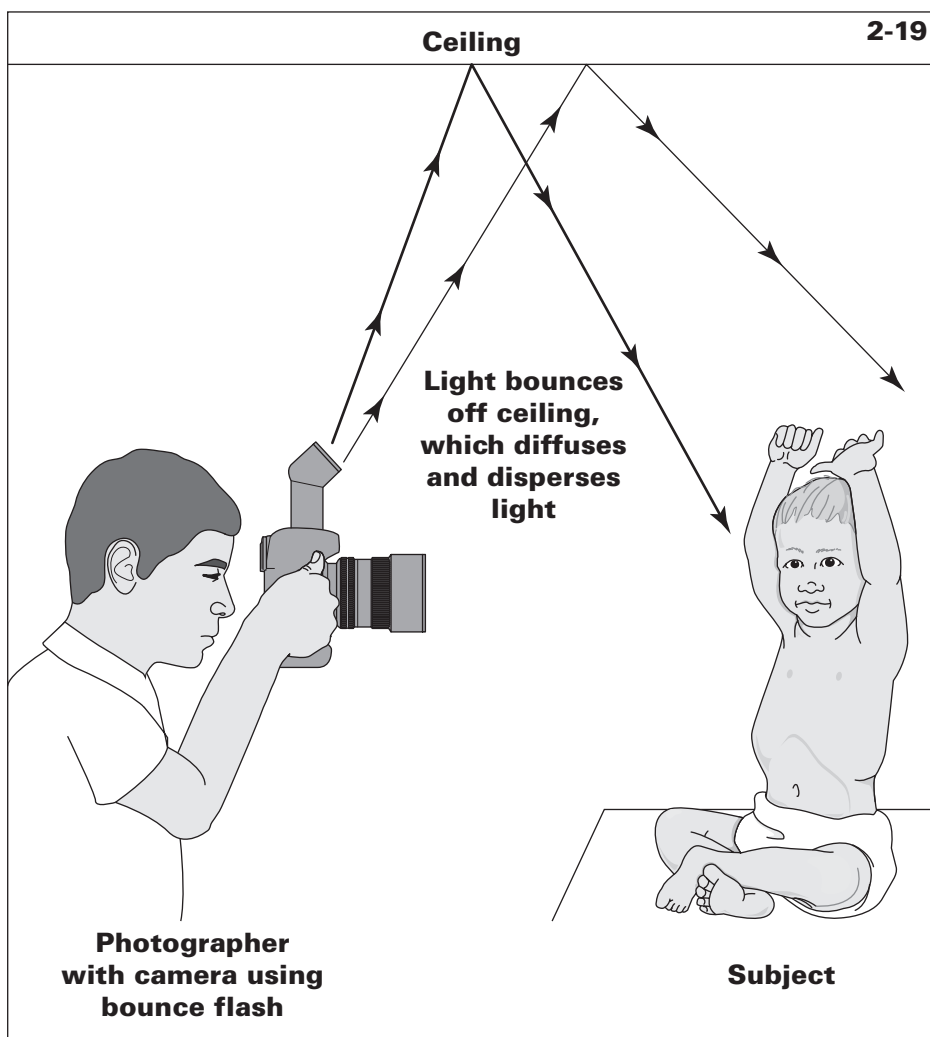 2-19
Ceiling
Light bounces
off ceiling,
which diffuses
and disperses
light
Photographer
with camera using
bounce flash
Subject